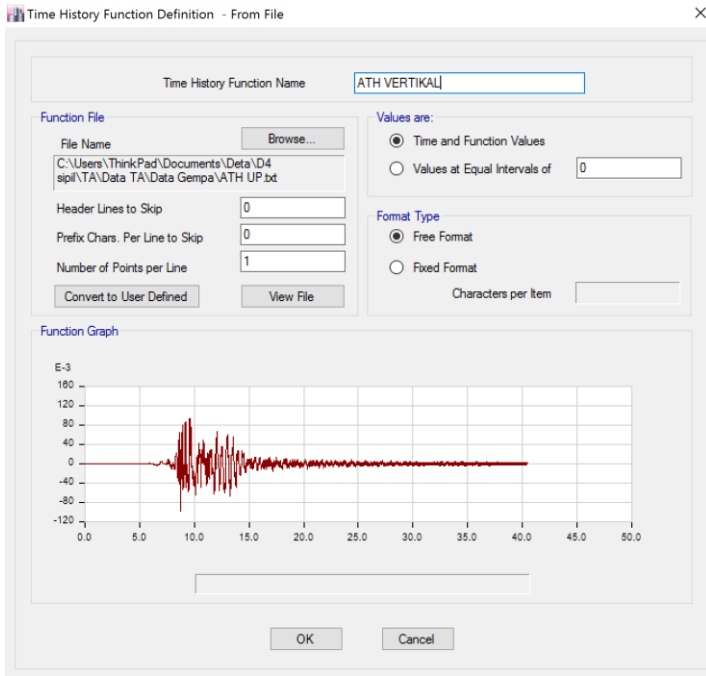 Time History Function Definition - From File
Time History Function Name
ATH VERTIKAL
Function File
File Name
Browse...
C:\Users\ThinkPad\Documents\Deta\D4
sipil\TA\Data TA\Data Gempa\ATH UP.txt
Header Lines to Skip
0
Prefix Chars. Per Line to Skip
0
Number of Points per Line
1
Convert to User Defined
View File
Values are:
Time and Function Values
Values at Equal Intervals of
0
Format Type
Free Format
Fixed Format
Characters per Item
Function Graph
E-3
160
120
80
40
0
-40
-80
-120
0.0 5.0 10.0 15.0 20.0 25.0 30.0 35.0 40.0 45.0 50.0
OK
Cancel